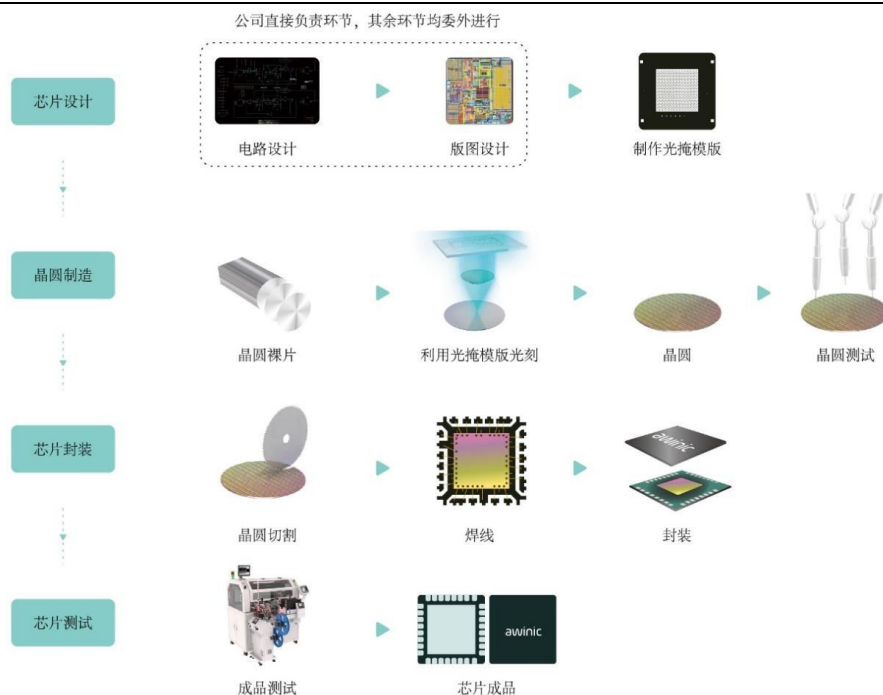 公司直接负责环节，其余环节均委外进行
芯片设计
电路设计
版图设计
制作光掩模版
晶圆制造
晶圆裸片
利用光掩模版光刻
晶圆
晶圆测试
芯片封装
awinic
晶圆切割
焊线
封装
芯片测试
awinic
成品测试
芯片成品